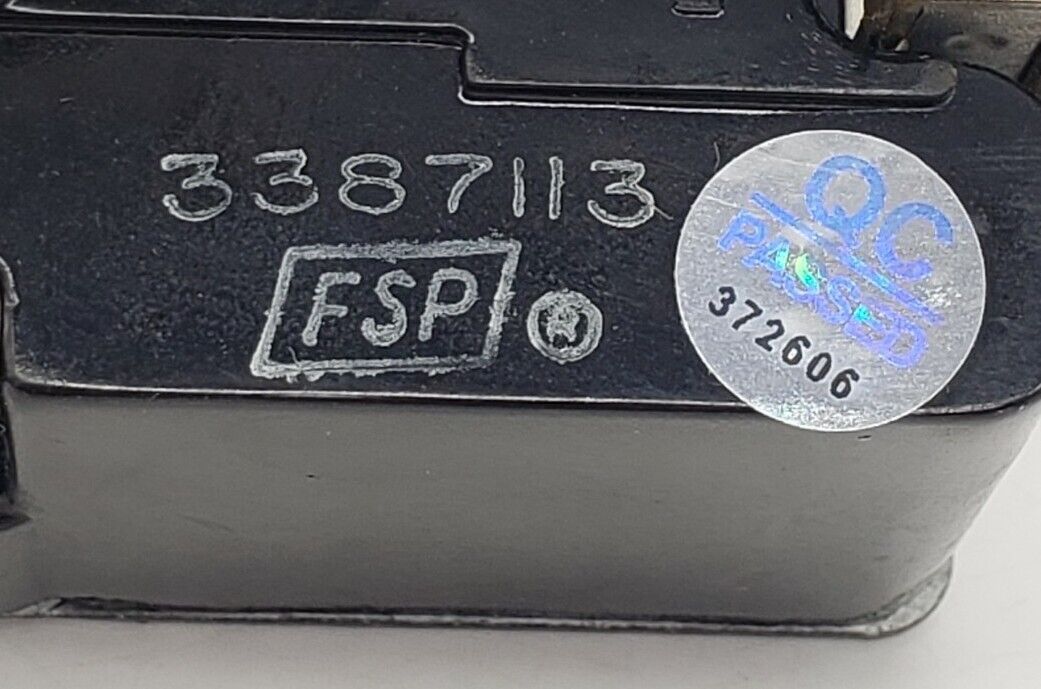 3387113
FSP ®
QC
PASSED
372606